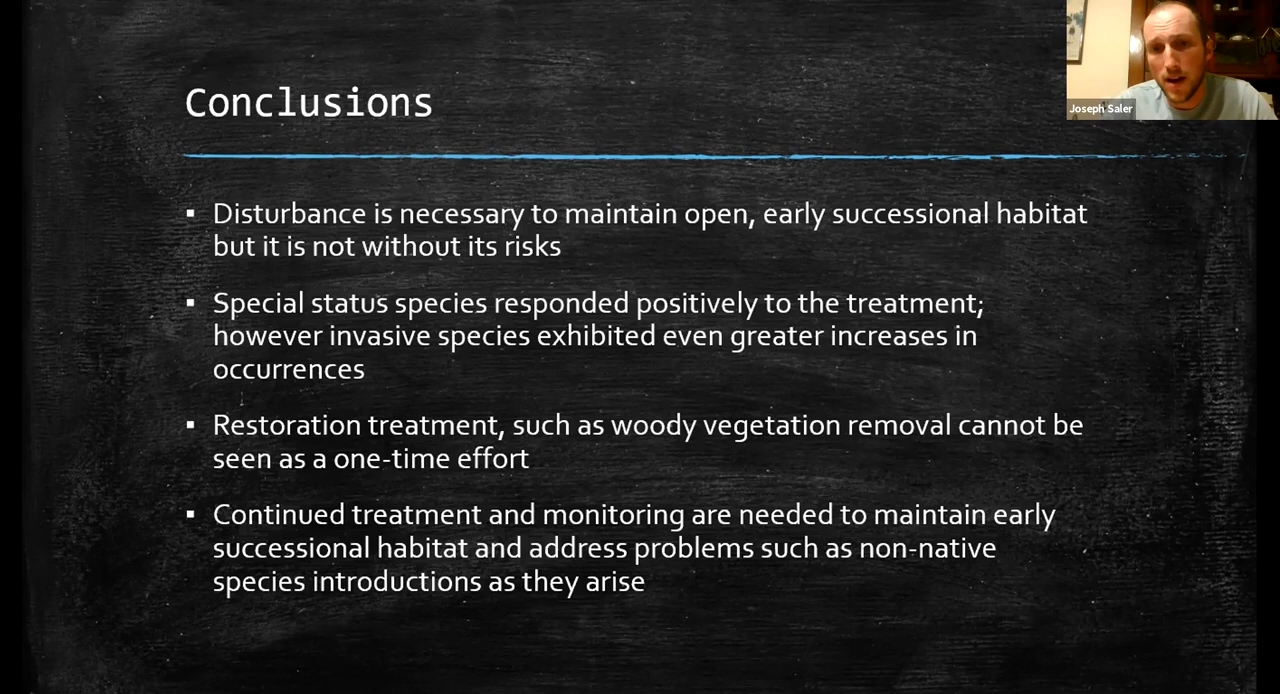 Joseph Saler
Conclusions
▪ Disturbance is necessary to maintain open, early successional habitat
but it is not without its risks
▪ Special status species responded positively to the treatment;
however invasive species exhibited even greater increases in
occurrences
▪ Restoration treatment, such as woody vegetation removal cannot be
seen as a one-time effort
▪ Continued treatment and monitoring are needed to maintain early
successional habitat and address problems such as non-native
species introductions as they arise